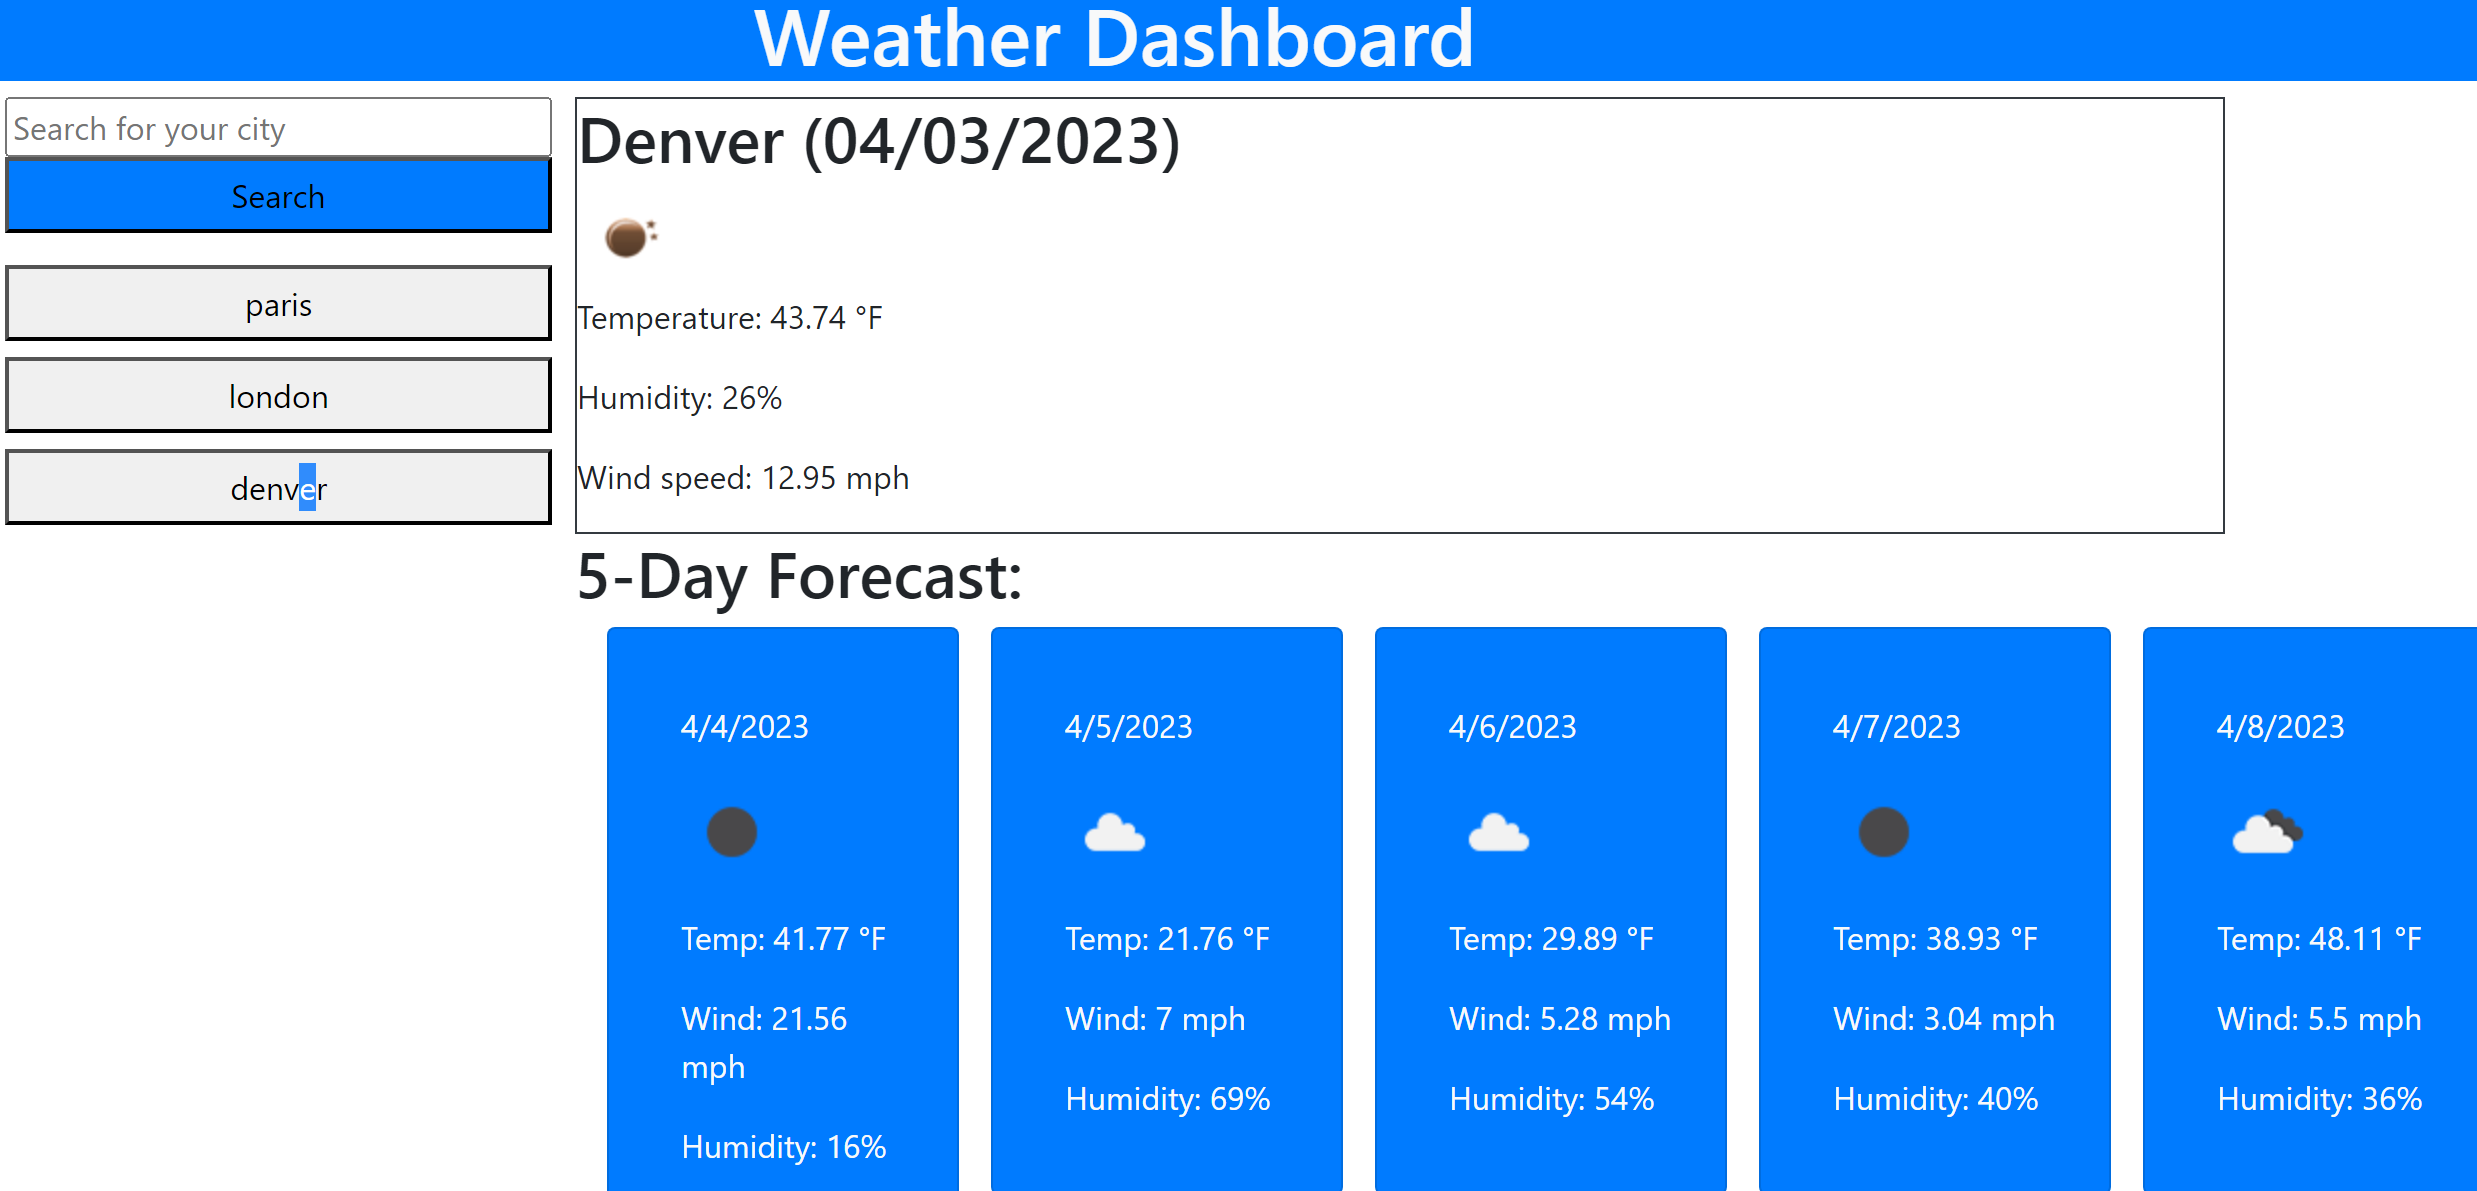 Weather Dashboard
Search for your city
Search
paris
london
denver
Denver (04/03/2023)
Temperature: 43.74 °F
Humidity: 26%
Wind speed: 12.95 mph
5-Day Forecast:
4/4/2023
Temp: 41.77 °F
Wind: 21.56
mph
Humidity: 16%
4/5/2023
Temp: 21.76 °F
Wind: 7 mph
Humidity: 69%
4/6/2023
Temp: 29.89 °F
Wind: 5.28 mph
Humidity: 54%
4/7/2023
Temp: 38.93 °F
Wind: 3.04 mph
Humidity: 40%
4/8/2023
Temp: 48.11 °F
Wind: 5.5 mph
Humidity: 36%